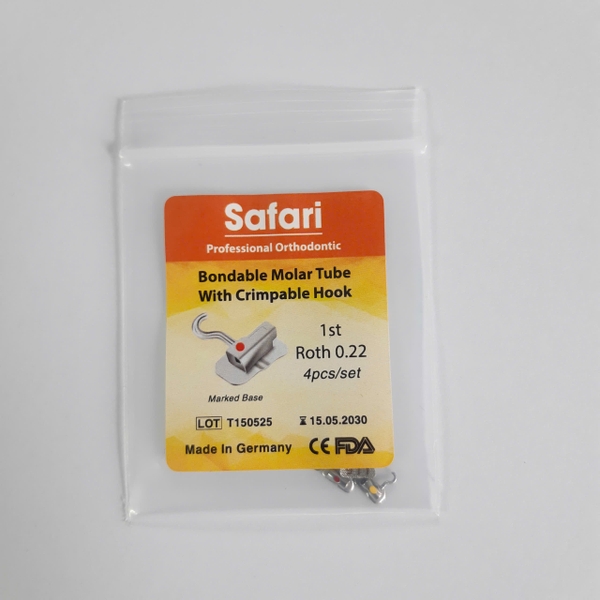 Safari
Professional Orthodontic
Bondable Molar Tube
With Crimpable Hook
1st
Roth 0.22
4pcs/set
Marked Base
LOT T150525 15.05.2030
Made In Germany CE FDA